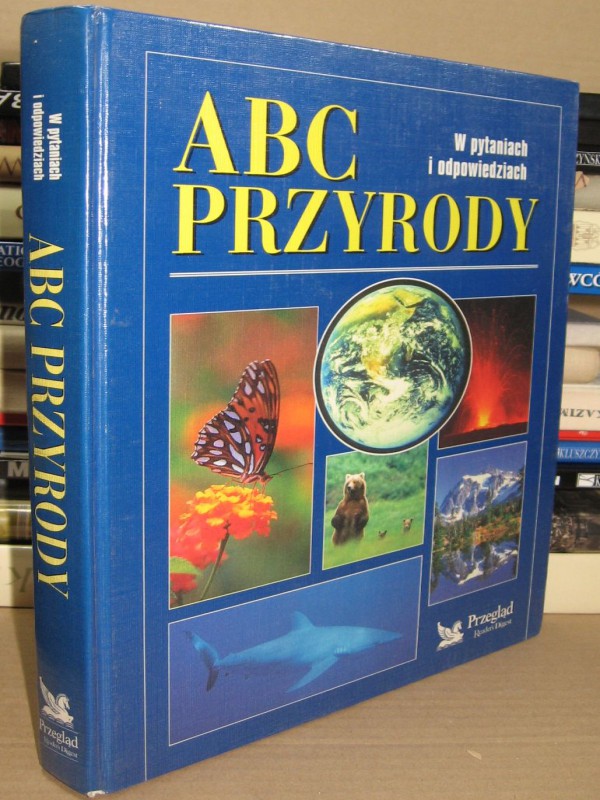 W pytaniach
i odpowiedziach
ABC PRZYRODY
Przegląd
Reader's Digest
ABC
W pytaniach
i odpowiedziach
PRZYRODY
Przegląd
Reader's Digest